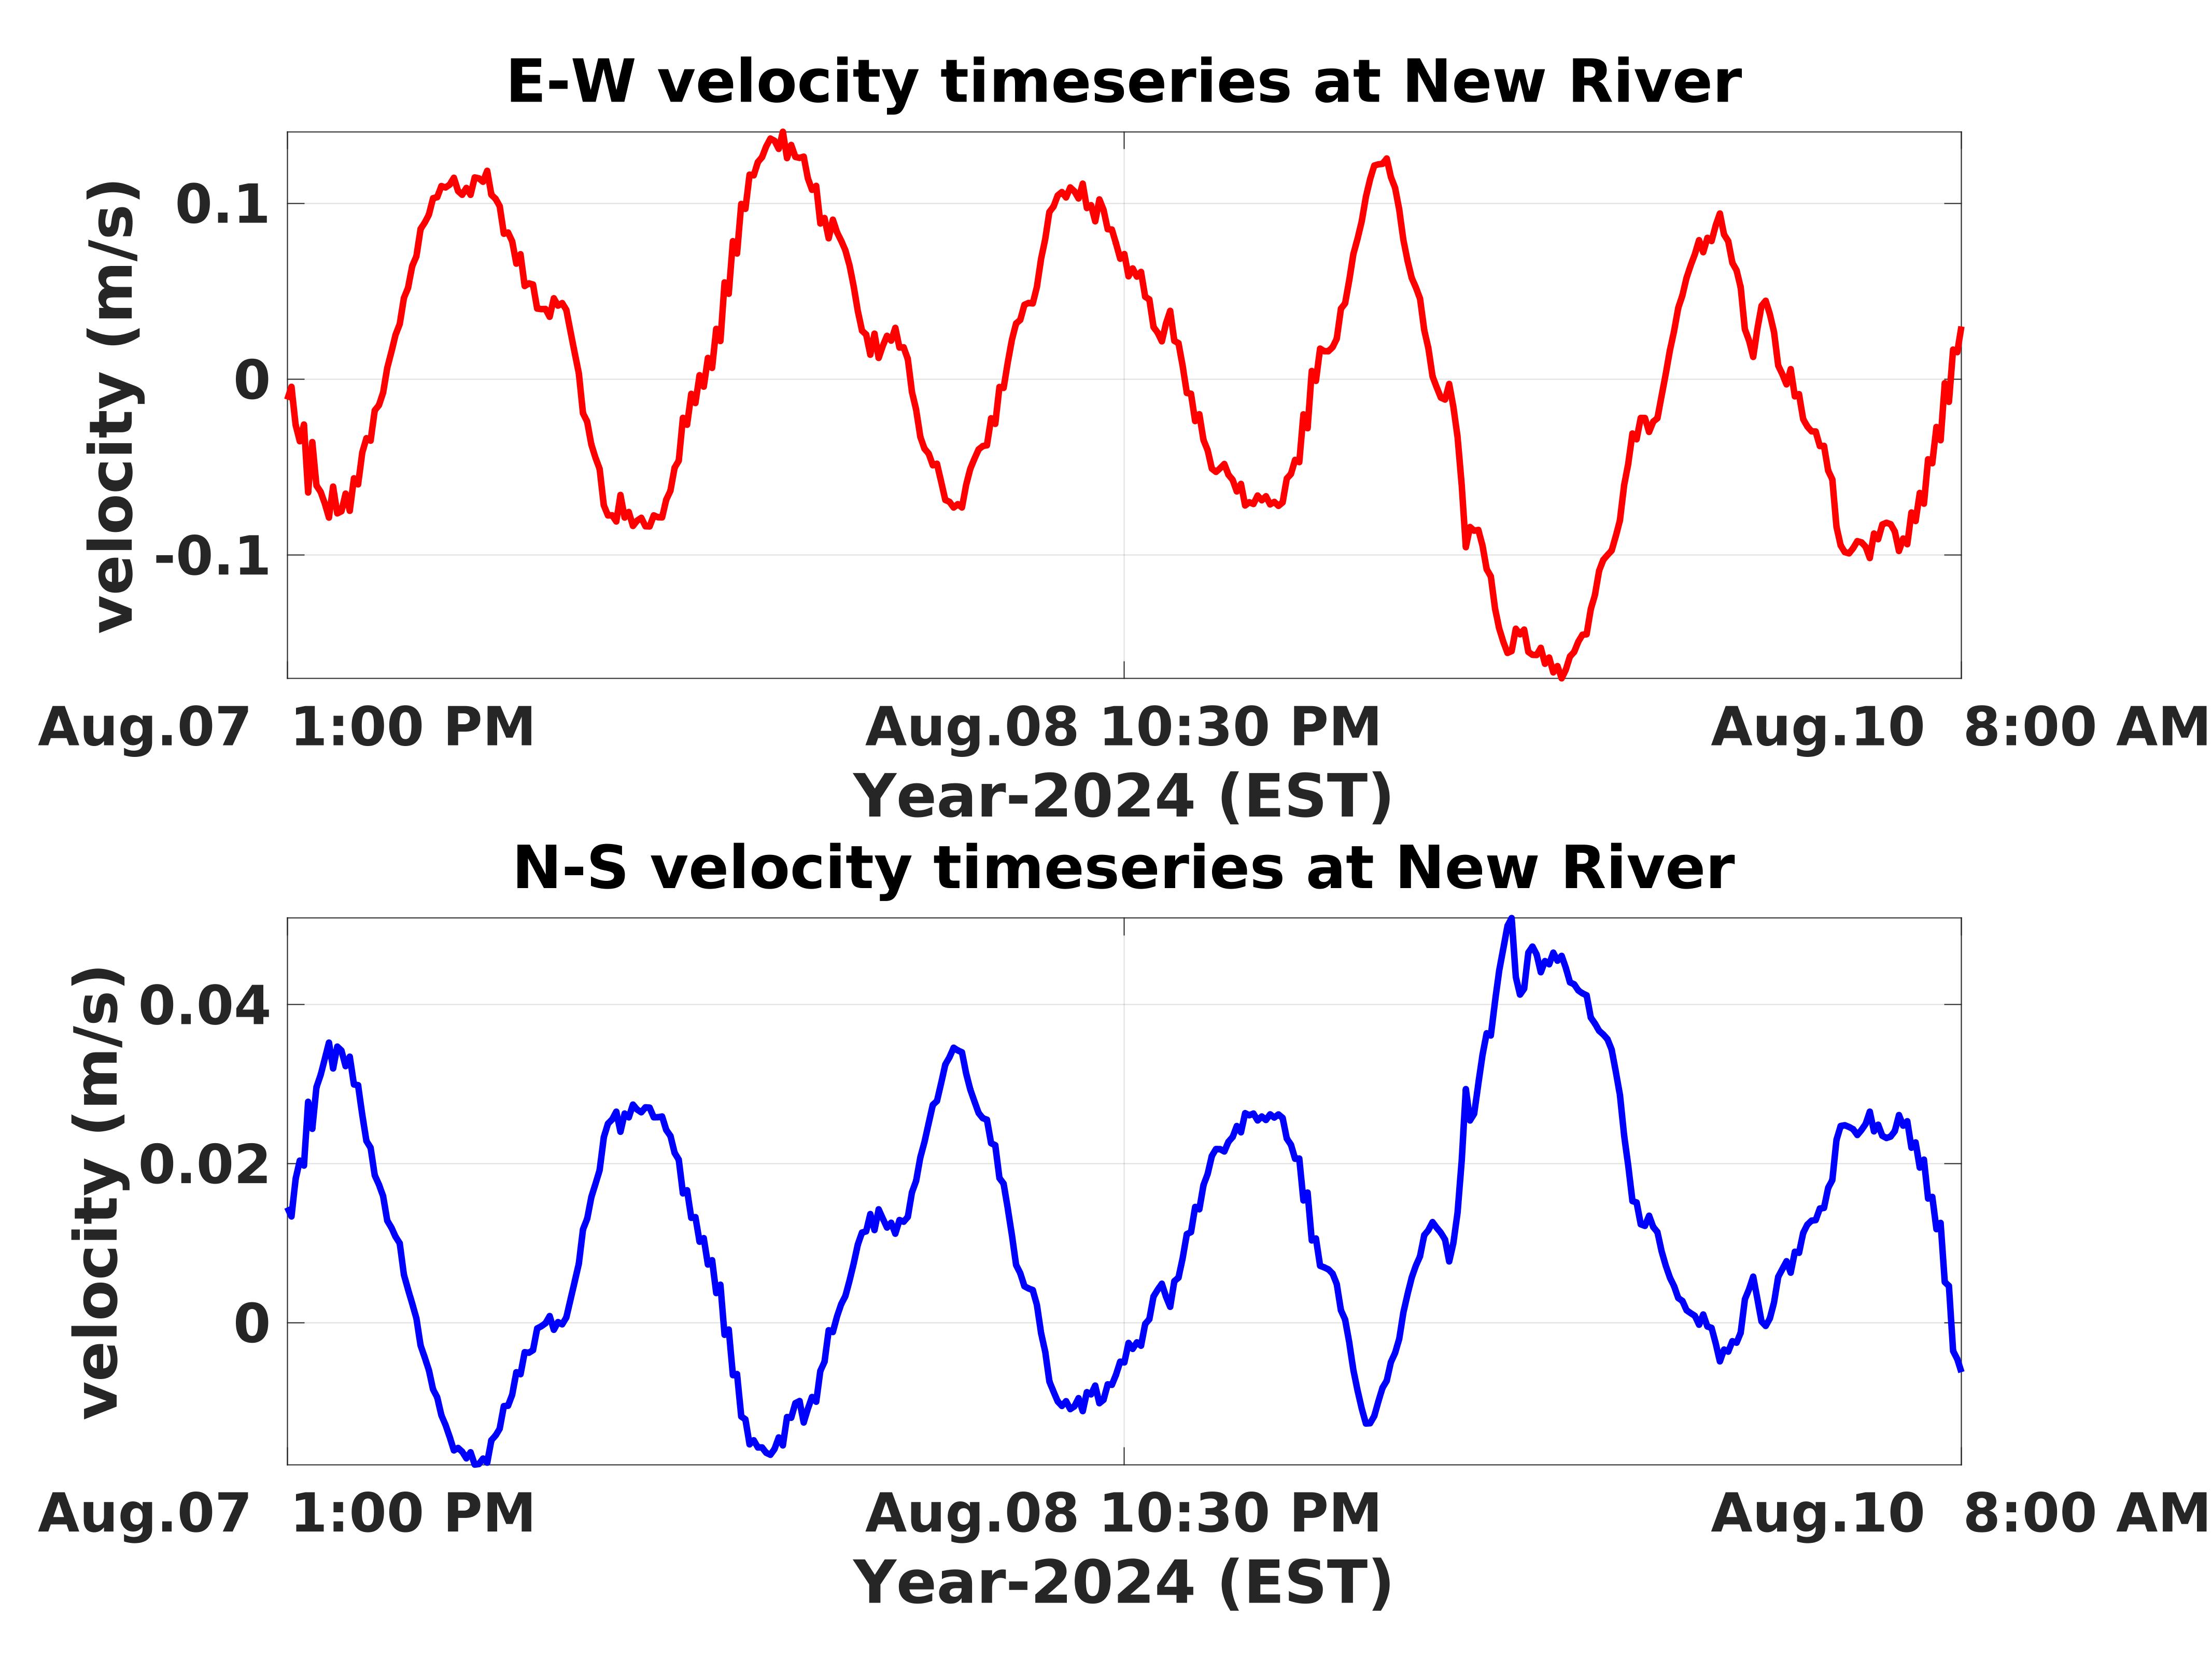 E-W velocity timeseries at New River
velocity (m/s)
0.1
0
-0.1
Aug.07 1:00 PM
Aug.08 10:30 PM
Aug.10 8:00 AM
Year-2024 (EST)
N-S velocity timeseries at New River
velocity (m/s)
0.04
0.02
0
Aug.07 1:00 PM
Aug.08 10:30 PM
Aug.10 8:00 AM
Year-2024 (EST)